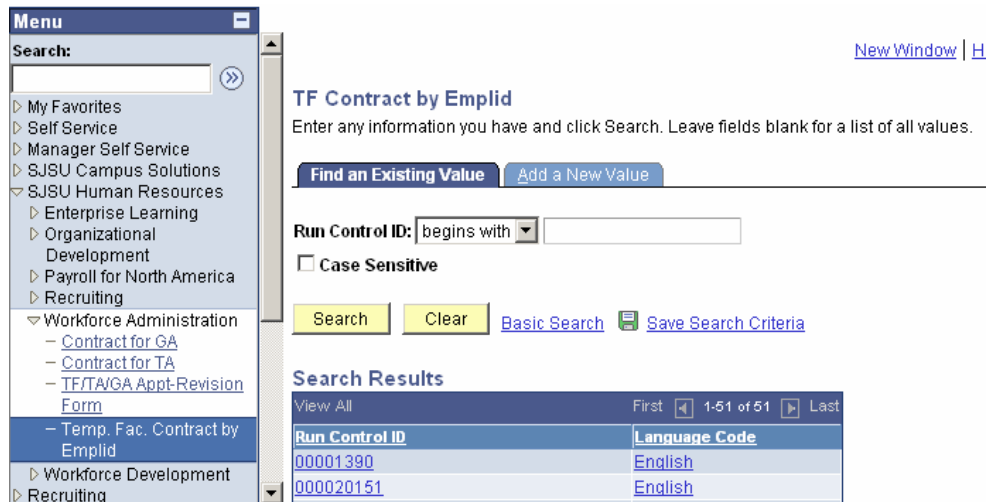 Menu
Search:
My Favorites
Self Service
Manager Self Service
SJSU Campus Solutions
SJSU Human Resources
Enterprise Learning
Organizational
Development
Payroll for North America
Recruiting
Workforce Administration
Contract for GA
Contract for TA
TF/TA/GA Appt-Revision
Form
Temp. Fac. Contract by
Emplid
Workforce Development
Recruiting
New Window | H
TF Contract by Emplid
Enter any information you have and click Search. Leave fields blank for a list of all values.
Find an Existing Value Add a New Value
Run Control ID: begins with
Case Sensitive
Search Clear Basic Search Save Search Criteria
Search Results
View All First 1-51 of 51 Last
Run Control ID Language Code
00001390 English
000020151 English